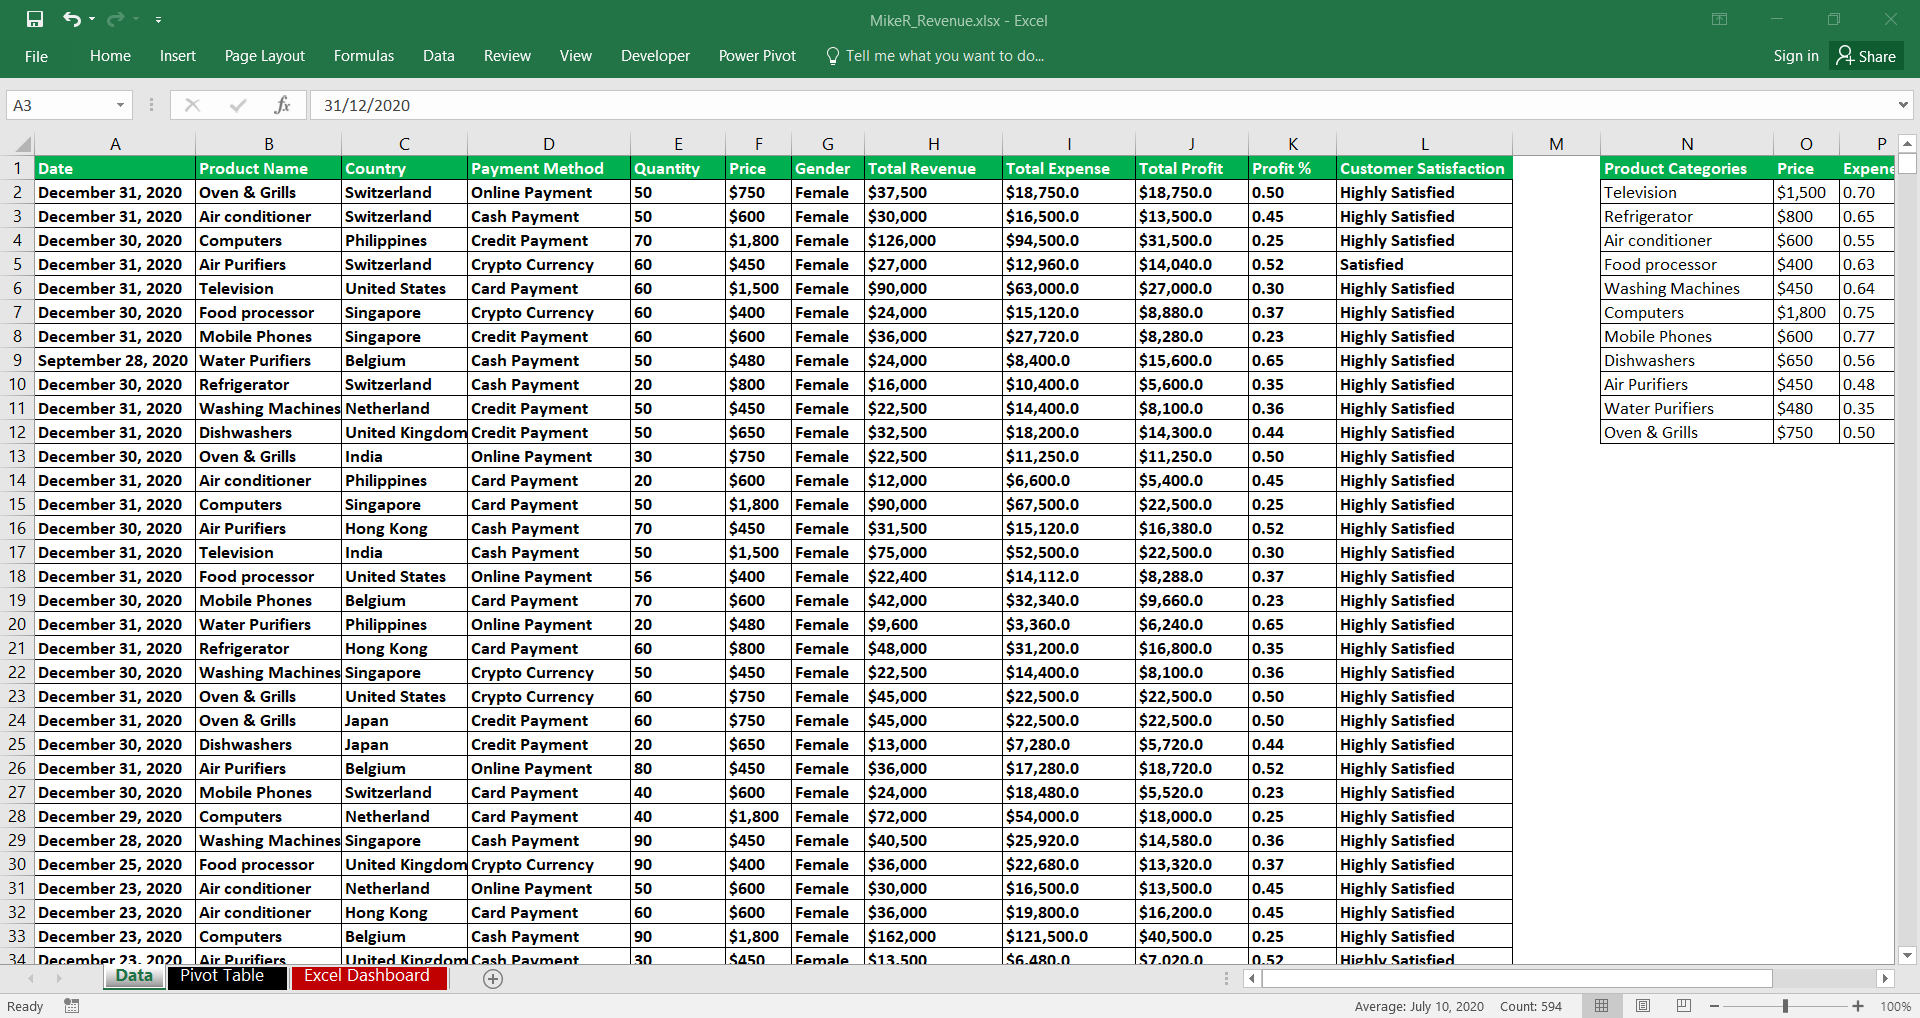 MikeR_Revenue.xlsx - Excel
File Home Insert Page Layout Formulas Data Review View Developer Power Pivot Tell me what you want to do... Sign in Share
A3 fx 31/12/2020
A B C D E F G H I J K L M N O P
1 Date Product Name Country Payment Method Quantity Price Gender Total Revenue Total Expense Total Profit Profit % Customer Satisfaction Product Categories Price Expene
2 December 31, 2020 Oven & Grills Switzerland Online Payment 50 $750 Female $37,500 $18,750.0 $18,750.0 0.50 Highly Satisfied Television $1,500 0.70
3 December 31, 2020 Air conditioner Switzerland Cash Payment 50 $600 Female $30,000 $16,500.0 $13,500.0 0.45 Highly Satisfied Refrigerator $800 0.65
4 December 30, 2020 Computers Philippines Credit Payment 70 $1,800 Female $126,000 $94,500.0 $31,500.0 0.25 Highly Satisfied Air conditioner $600 0.55
5 December 31, 2020 Air Purifiers Switzerland Crypto Currency 60 $450 Female $27,000 $12,960.0 $14,040.0 0.52 Satisfied Food processor $400 0.63
6 December 31, 2020 Television United States Card Payment 60 $1,500 Female $90,000 $63,000.0 $27,000.0 0.30 Highly Satisfied Washing Machines $450 0.64
7 December 30, 2020 Food processor Singapore Crypto Currency 60 $400 Female $24,000 $15,120.0 $8,880.0 0.37 Highly Satisfied Computers $1,800 0.75
8 December 31, 2020 Mobile Phones Singapore Credit Payment 60 $600 Female $36,000 $27,720.0 $8,280.0 0.23 Highly Satisfied Mobile Phones $600 0.77
9 September 28, 2020 Water Purifiers Belgium Cash Payment 50 $480 Female $24,000 $8,400.0 $15,600.0 0.65 Highly Satisfied Dishwashers $650 0.56
10 December 30, 2020 Refrigerator Switzerland Cash Payment 20 $800 Female $16,000 $10,400.0 $5,600.0 0.35 Highly Satisfied Air Purifiers $450 0.48
11 December 31, 2020 Washing Machines Netherland Credit Payment 50 $450 Female $22,500 $14,400.0 $8,100.0 0.36 Highly Satisfied Water Purifiers $480 0.35
12 December 31, 2020 Dishwashers United Kingdom Credit Payment 50 $650 Female $32,500 $18,200.0 $14,300.0 0.44 Highly Satisfied Oven & Grills $750 0.50
13 December 30, 2020 Oven & Grills India Online Payment 30 $750 Female $22,500 $11,250.0 $11,250.0 0.50 Highly Satisfied
14 December 31, 2020 Air conditioner Philippines Card Payment 20 $600 Female $12,000 $6,600.0 $5,400.0 0.45 Highly Satisfied
15 December 31, 2020 Computers Singapore Card Payment 50 $1,800 Female $90,000 $67,500.0 $22,500.0 0.25 Highly Satisfied
16 December 30, 2020 Air Purifiers Hong Kong Cash Payment 70 $450 Female $31,500 $15,120.0 $16,380.0 0.52 Highly Satisfied
17 December 31, 2020 Television India Cash Payment 50 $1,500 Female $75,000 $52,500.0 $22,500.0 0.30 Highly Satisfied
18 December 31, 2020 Food processor United States Online Payment 56 $400 Female $22,400 $14,112.0 $8,288.0 0.37 Highly Satisfied
19 December 30, 2020 Mobile Phones Belgium Card Payment 70 $600 Female $42,000 $32,340.0 $9,660.0 0.23 Highly Satisfied
20 December 31, 2020 Water Purifiers Philippines Online Payment 20 $480 Female $9,600 $3,360.0 $6,240.0 0.65 Highly Satisfied
21 December 31, 2020 Refrigerator Hong Kong Card Payment 60 $800 Female $48,000 $31,200.0 $16,800.0 0.35 Highly Satisfied
22 December 30, 2020 Washing Machines Singapore Crypto Currency 50 $450 Female $22,500 $14,400.0 $8,100.0 0.36 Highly Satisfied
23 December 31, 2020 Oven & Grills United States Crypto Currency 60 $750 Female $45,000 $22,500.0 $22,500.0 0.50 Highly Satisfied
24 December 31, 2020 Oven & Grills Japan Credit Payment 60 $750 Female $45,000 $22,500.0 $22,500.0 0.50 Highly Satisfied
25 December 30, 2020 Dishwashers Japan Credit Payment 20 $650 Female $13,000 $7,280.0 $5,720.0 0.44 Highly Satisfied
26 December 31, 2020 Air Purifiers Belgium Online Payment 80 $450 Female $36,000 $17,280.0 $18,720.0 0.52 Highly Satisfied
27 December 30, 2020 Mobile Phones Switzerland Card Payment 40 $600 Female $24,000 $18,480.0 $5,520.0 0.23 Highly Satisfied
28 December 29, 2020 Computers Netherland Card Payment 40 $1,800 Female $72,000 $54,000.0 $18,000.0 0.25 Highly Satisfied
29 December 28, 2020 Washing Machines Singapore Cash Payment 90 $450 Female $40,500 $25,920.0 $14,580.0 0.36 Highly Satisfied
30 December 25, 2020 Food processor United Kingdom Crypto Currency 90 $400 Female $36,000 $22,680.0 $13,320.0 0.37 Highly Satisfied
31 December 23, 2020 Air conditioner Netherland Online Payment 50 $600 Female $30,000 $16,500.0 $13,500.0 0.45 Highly Satisfied
32 December 23, 2020 Air conditioner Hong Kong Card Payment 60 $600 Female $36,000 $19,800.0 $16,200.0 0.45 Highly Satisfied
33 December 23, 2020 Computers Belgium Cash Payment 90 $1,800 Female $162,000 $121,500.0 $40,500.0 0.25 Highly Satisfied
34 December 23, 2020 Air Purifiers United Kingdom Cash Payment 30 $450 Female $13,500 $6,480.0 $7,020.0 0.52 Highly Satisfied
Data Pivot Table Excel Dashboard
Ready Average: July 10, 2020 Count: 594 100%